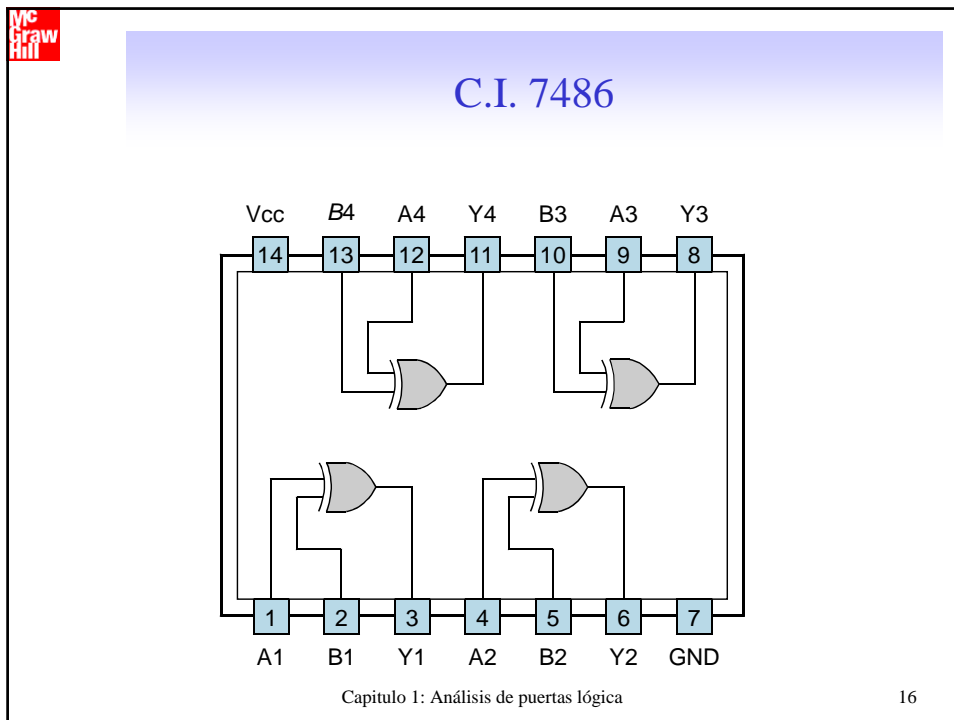 Mc
Graw
Hill
C.I. 7486
Vcc B4 A4 Y4 B3 A3 Y3
14 13 12 11 10 9 8
1 2 3 4 5 6 7
A1 B1 Y1 A2 B2 Y2 GND
Capitulo 1: Análisis de puertas lógica 16